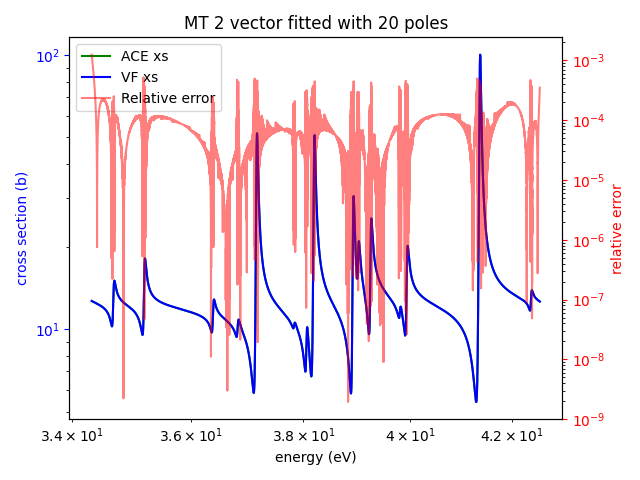 MT 2 vector fitted with 20 poles
ACE xs
VF xs
Relative error
10²
10¹
cross section (b)
10⁻³
10⁻⁴
10⁻⁵
10⁻⁶
10⁻⁷
10⁻⁸
10⁻⁹
relative error
3.4 × 10¹ 3.6 × 10¹ 3.8 × 10¹ 4 × 10¹ 4.2 × 10¹
energy (eV)